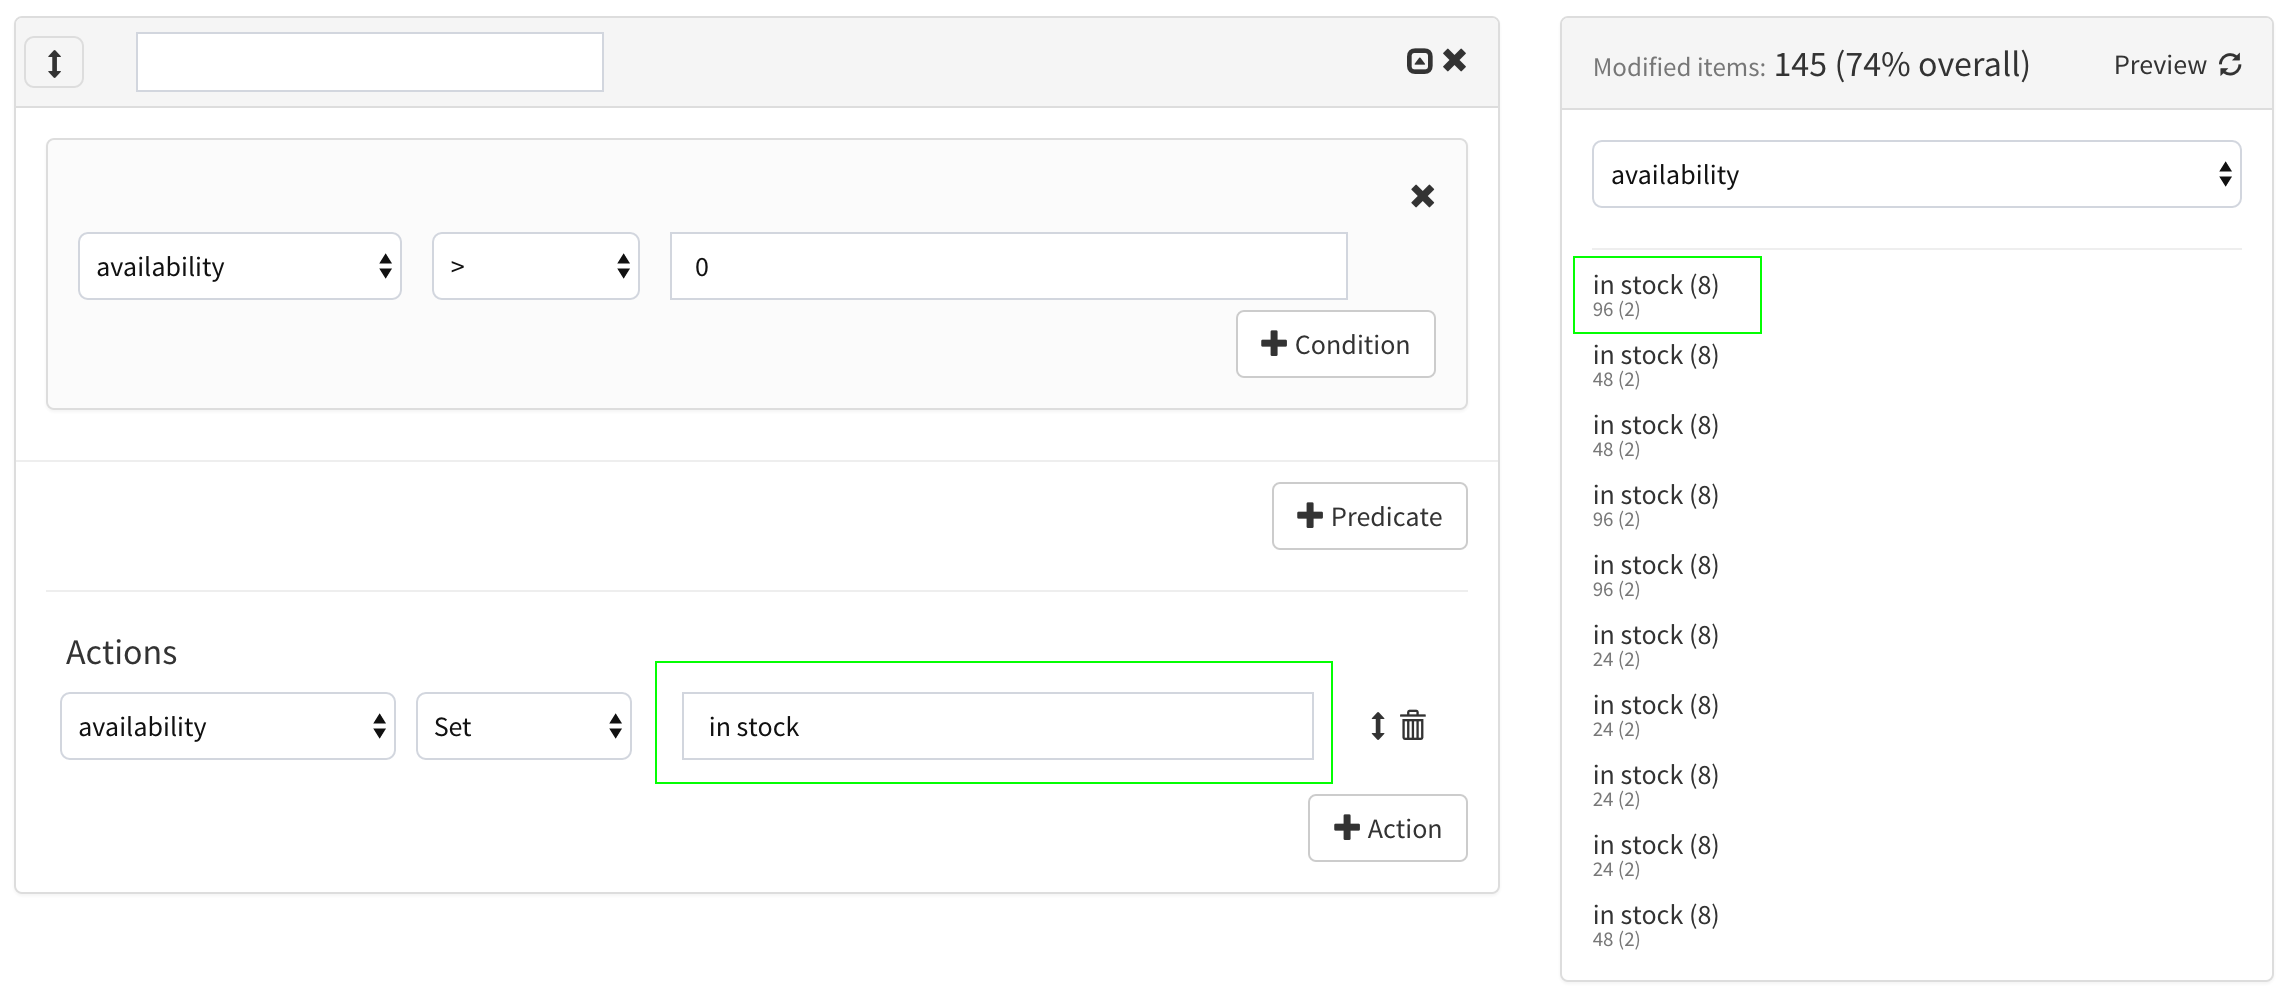 availability
>
0
Condition
Predicate
Actions
availability
Set
in stock
Action
Modified items: 145 (74% overall)
Preview
availability
in stock (8)
96 (2)
in stock (8)
48 (2)
in stock (8)
48 (2)
in stock (8)
96 (2)
in stock (8)
96 (2)
in stock (8)
24 (2)
in stock (8)
24 (2)
in stock (8)
24 (2)
in stock (8)
24 (2)
in stock (8)
48 (2)